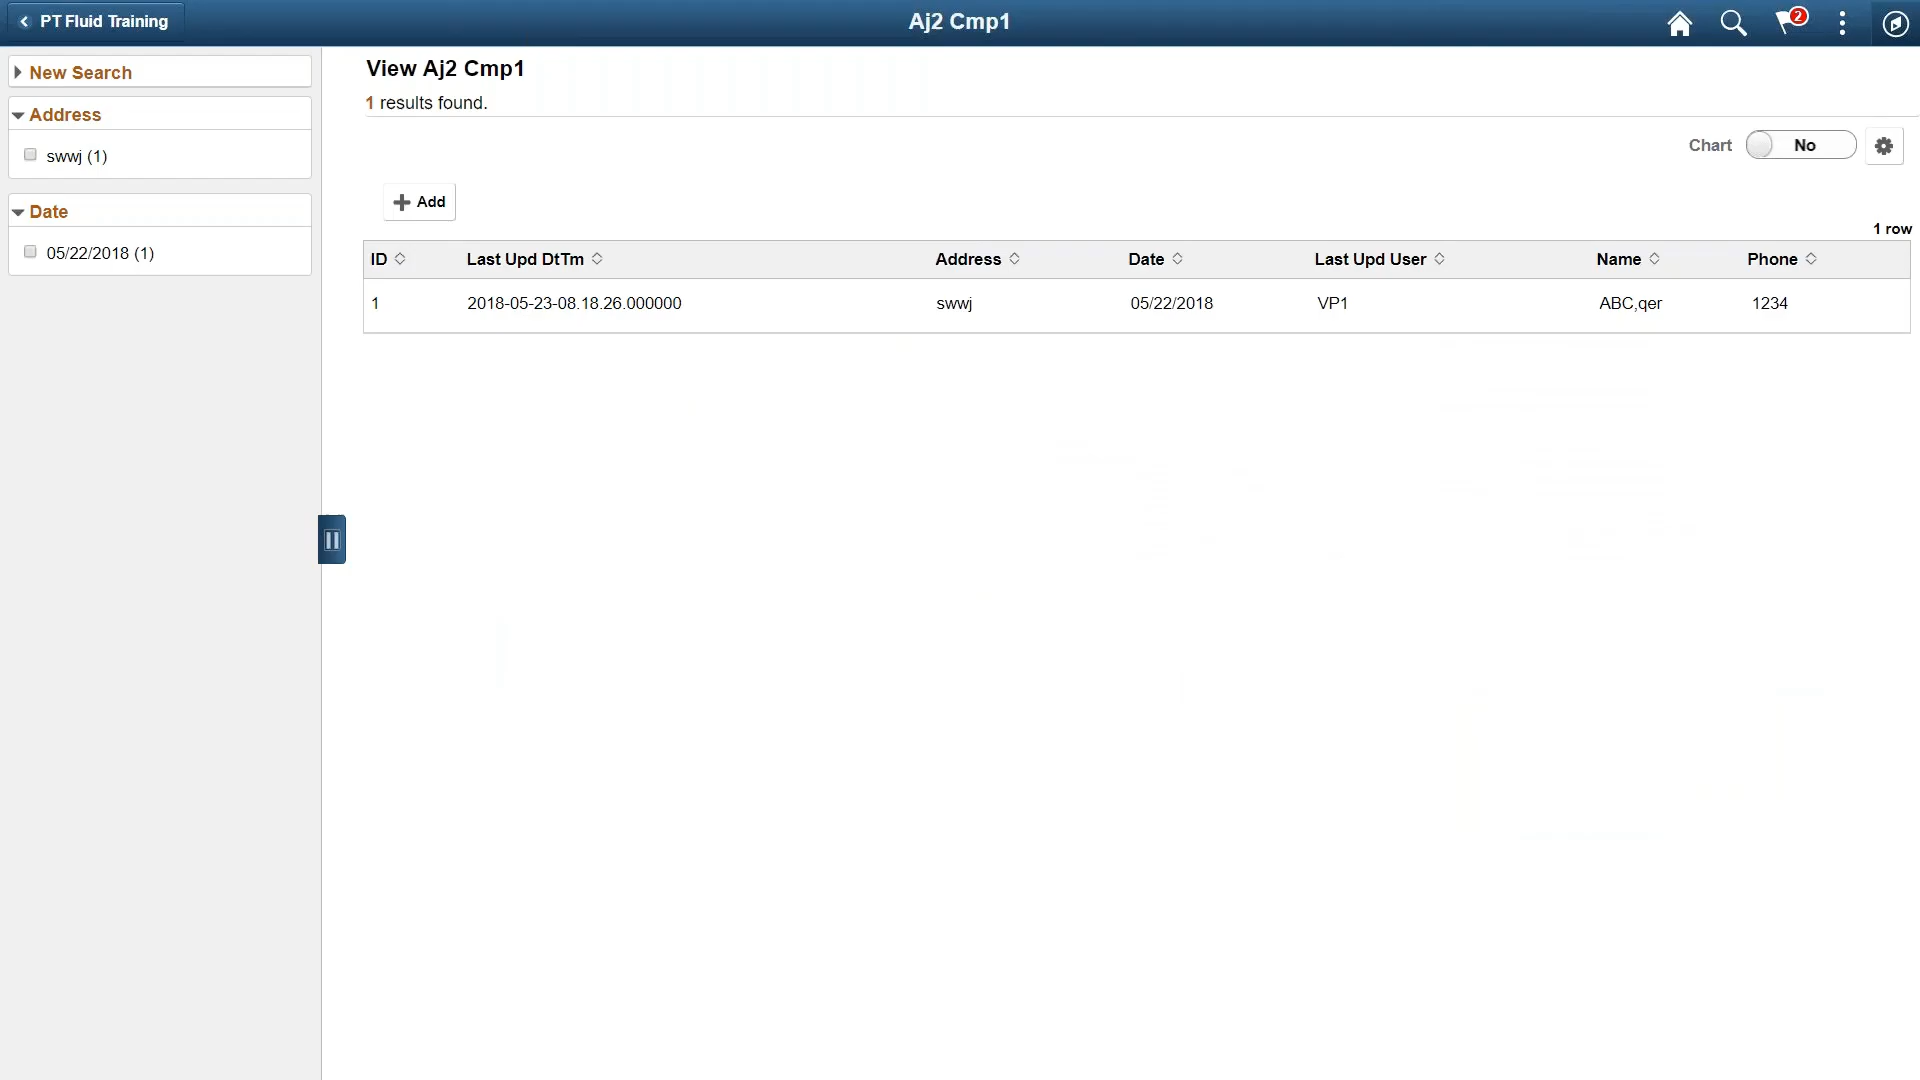 PT Fluid Training
Aj2 Cmp1
2
New Search
Address
swwj (1)
Date
05/22/2018 (1)
View Aj2 Cmp1
1 results found.
Chart No
Add
1 row
ID Last Upd DtTm Address Date Last Upd User Name Phone
1 2018-05-23-08.18.26.000000 swwj 05/22/2018 VP1 ABC,qer 1234